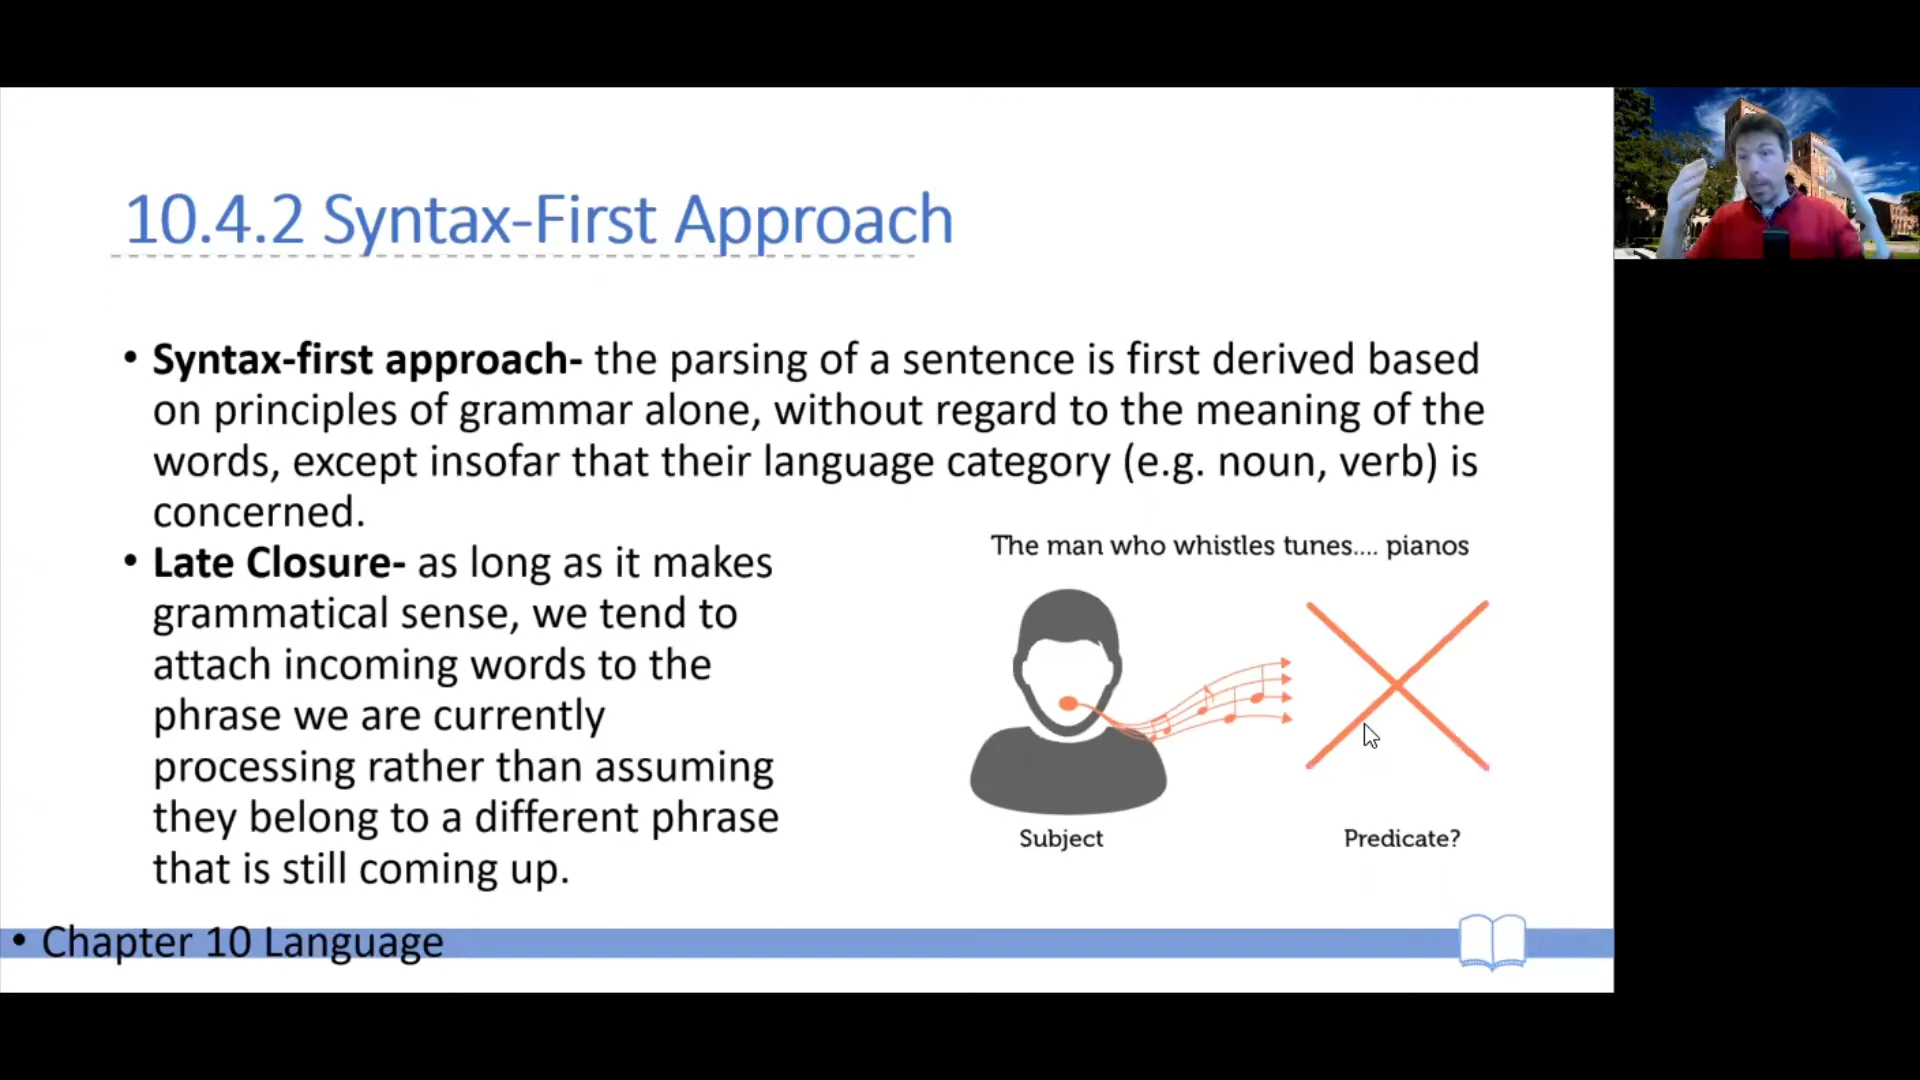 10.4.2 Syntax-First Approach
• Syntax-first approach- the parsing of a sentence is first derived based
on principles of grammar alone, without regard to the meaning of the
words, except insofar that their language category (e.g. noun, verb) is
concerned.
• Late Closure- as long as it makes
grammatical sense, we tend to
attach incoming words to the
phrase we are currently
processing rather than assuming
they belong to a different phrase
that is still coming up.
The man who whistles tunes.... pianos
Subject
Predicate?
• Chapter 10 Language